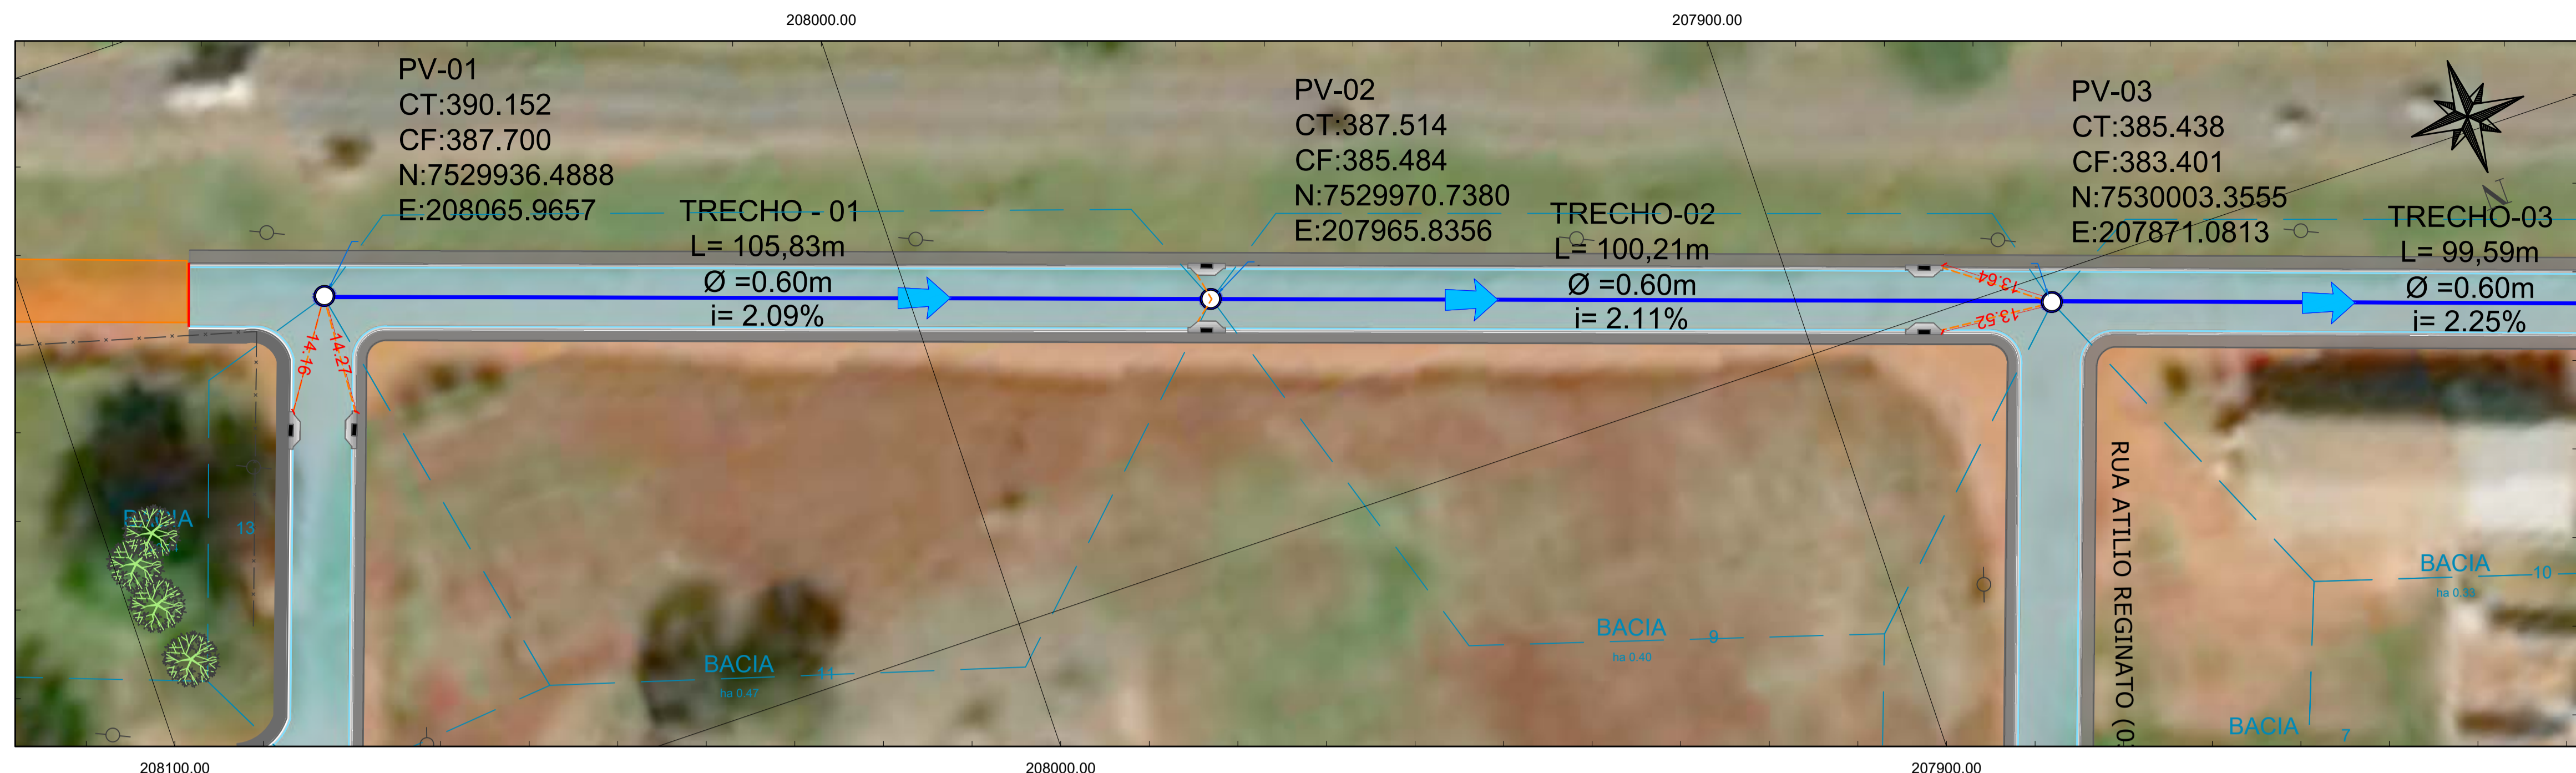 208000.00
207900.00
PV-01
CT:390.152
CF:387.700
N:7529936.4888
E:208065.9657
TRECHO - 01
L= 105,83m
Ø =0.60m
i= 2.09%
PV-02
CT:387.514
CF:385.484
N:7529970.7380
E:207965.8356
TRECHO-02
L= 100,21m
Ø =0.60m
i= 2.11%
PV-03
CT:385.438
CF:383.401
N:7530003.3555
E:207871.0813
TRECHO-03
L= 99,59m
Ø =0.60m
i= 2.25%
N
14.16
14.27
13.64
13.52
BACIA
13
BACIA
11
ha 0.47
BACIA
9
ha 0.40
RUA ATILIO REGINATO (0
BACIA
10
ha 0.33
BACIA
7
208100.00
208000.00
207900.00